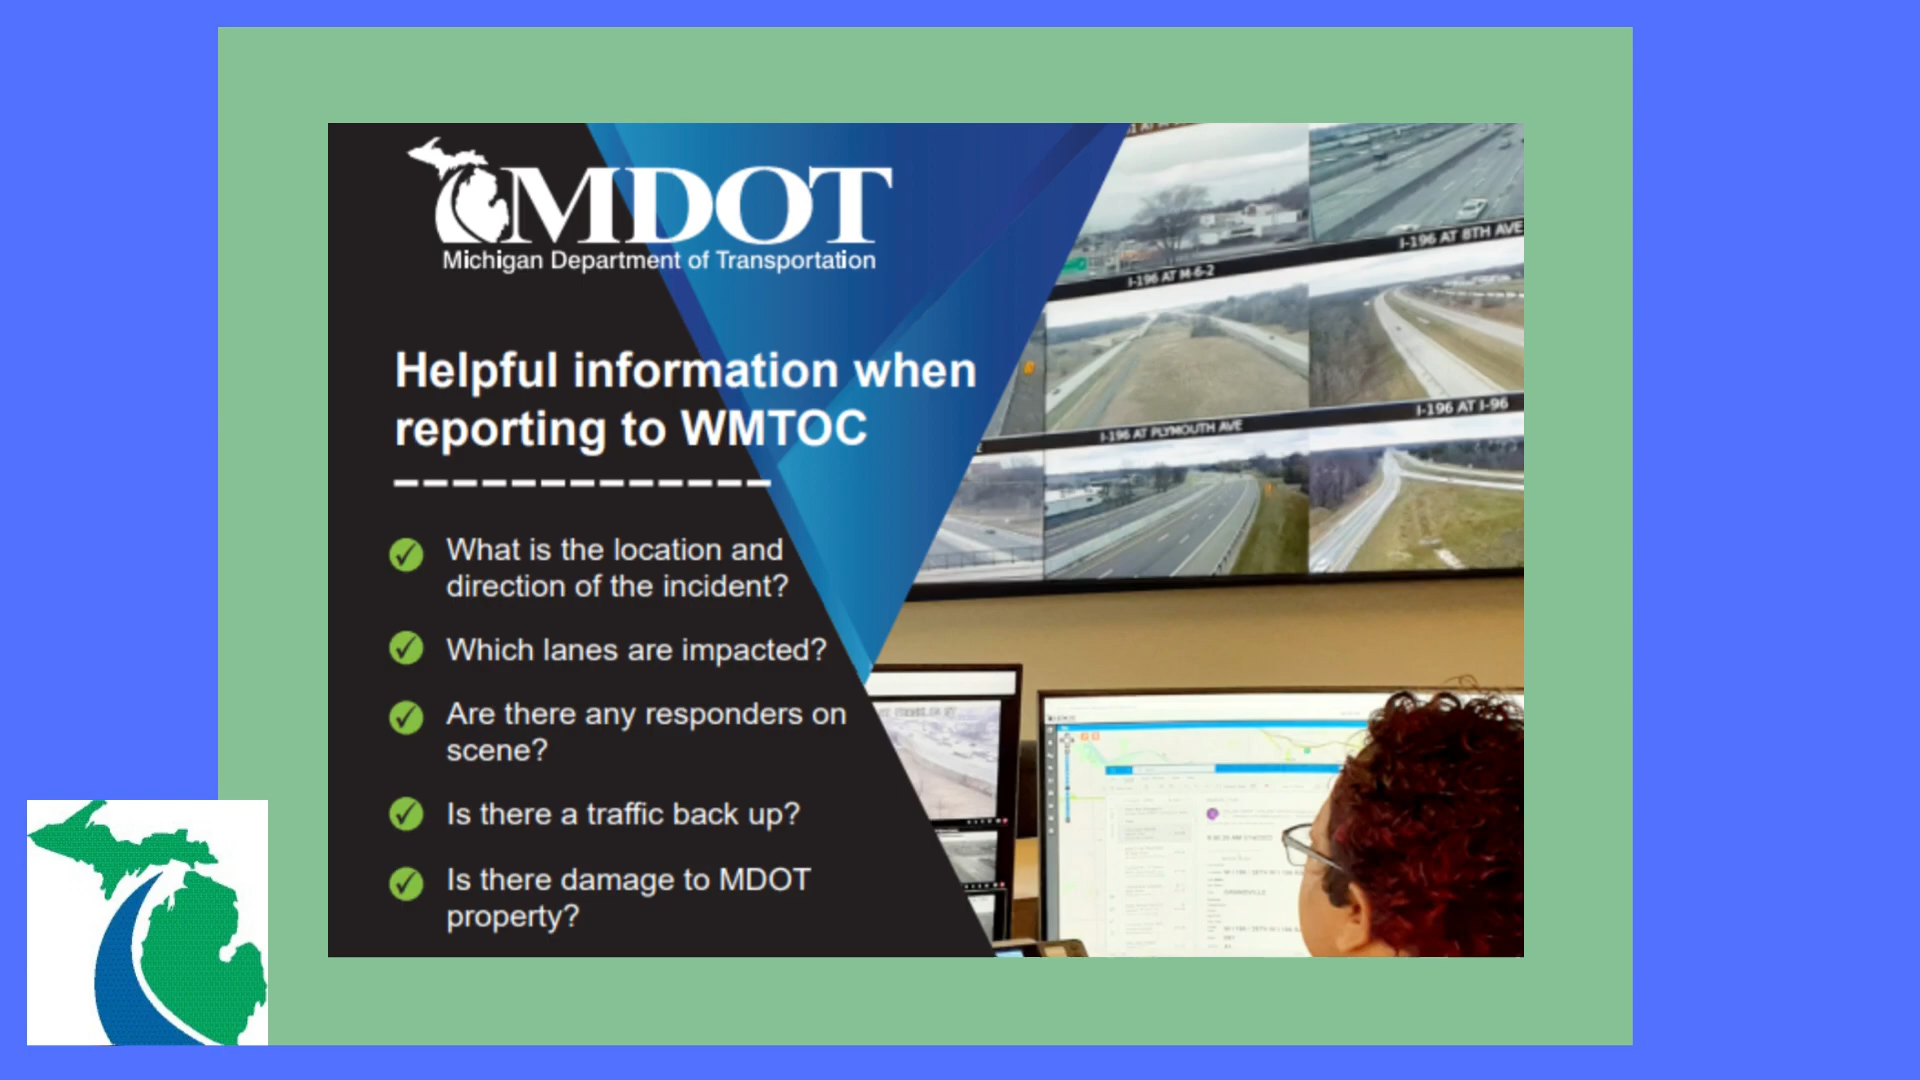 MDOT
Michigan Department of Transportation
Helpful information when
reporting to WMTOC
What is the location and
direction of the incident?
Which lanes are impacted?
Are there any responders on
scene?
Is there a traffic back up?
Is there damage to MDOT
property?
I-196 AT 8TH AVE
I-196 AT M-6-2
I-196 AT I-96
I-196 AT PLYMOUTH AVE